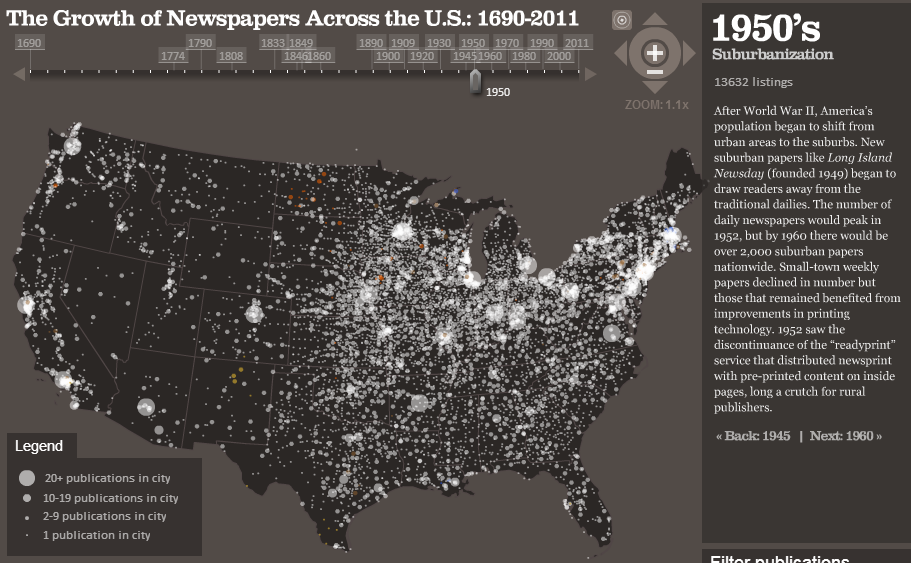 The Growth of Newspapers Across the U.S.: 1690-2011
1690 1790 1833 1849 1890 1909 1930 1950 1970 1990 2011
1774 1808 1846 1860 1900 1920 1945 1960 1980 2000
1950
ZOOM: 1.1x
1950's
Suburbanization
13632 listings
After World War II, America's
population began to shift from
urban areas to the suburbs. New
suburban papers like Long Island
Newsday (founded 1949) began to
draw readers away from the
traditional dailies. The number of
daily newspapers would peak in
1952, but by 1960 there would be
over 2,000 suburban papers
nationwide. Small-town weekly
papers declined in number but
those that remained benefited from
improvements in printing
technology. 1952 saw the
discontinuance of the “readyprint”
service that distributed newsprint
with pre-printed content on inside
pages, long a crutch for rural
publishers.
« Back: 1945 | Next: 1960 »
Legend
20+ publications in city
10-19 publications in city
2-9 publications in city
1 publication in city
Filter publications